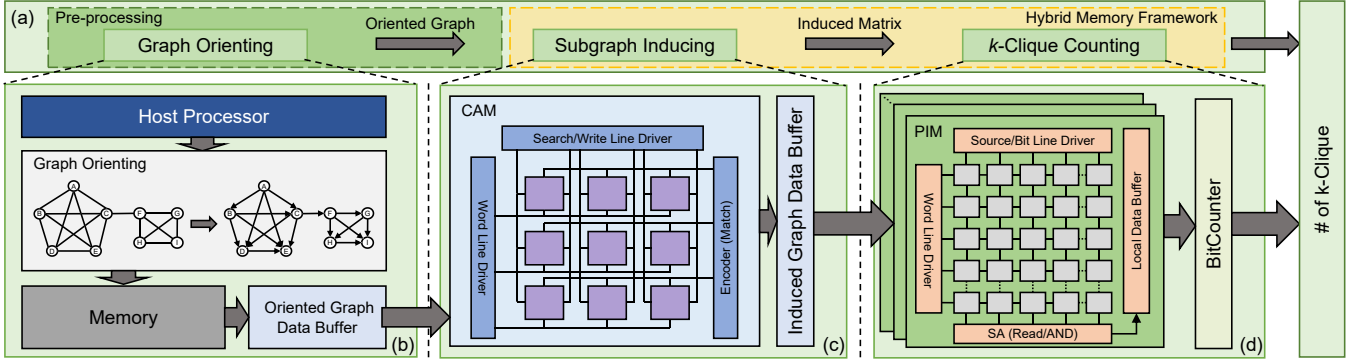 (a)
Pre-processing
Graph Orienting
Oriented Graph
Subgraph Inducing
Induced Matrix
Hybrid Memory Framework
k-Clique Counting
# of k-Clique
Host Processor
Graph Orienting
A
B
C
D
E
F
G
H
I
A
B
C
D
E
F
G
H
I
Memory
Oriented Graph
Data Buffer
(b)
CAM
Search/Write Line Driver
Word Line Driver
Encoder (Match)
Induced Graph Data Buffer
(c)
PIM
Source/Bit Line Driver
Word Line Driver
Local Data Buffer
SA (Read/AND)
BitCounter
(d)